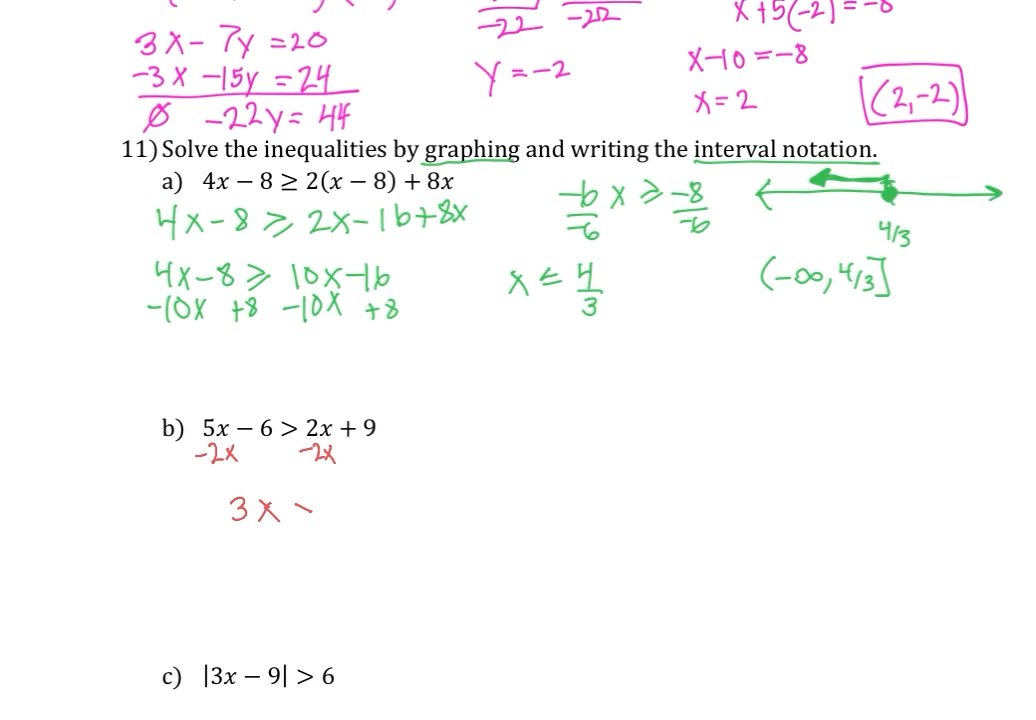 x+5(-2)=-8
-22 -22
3x- 7y =20
-3x -15y = 24
0 -22y = 44
y = -2
x-10 = -8
x = 2
(2,-2)
11) Solve the inequalities by graphing and writing the interval notation.
a) 4x − 8 ≥ 2(x − 8) + 8x
4x-8 ≥ 2x-16+8x
4x-8 ≥ 10x-16
-10x +8 -10x +8
-6x ≥ -8
-6 -6
x ≤ 4/3
4/3
(-∞, 4/3]
b) 5x − 6 > 2x + 9
-2x -2x
3x
c) |3x − 9| > 6